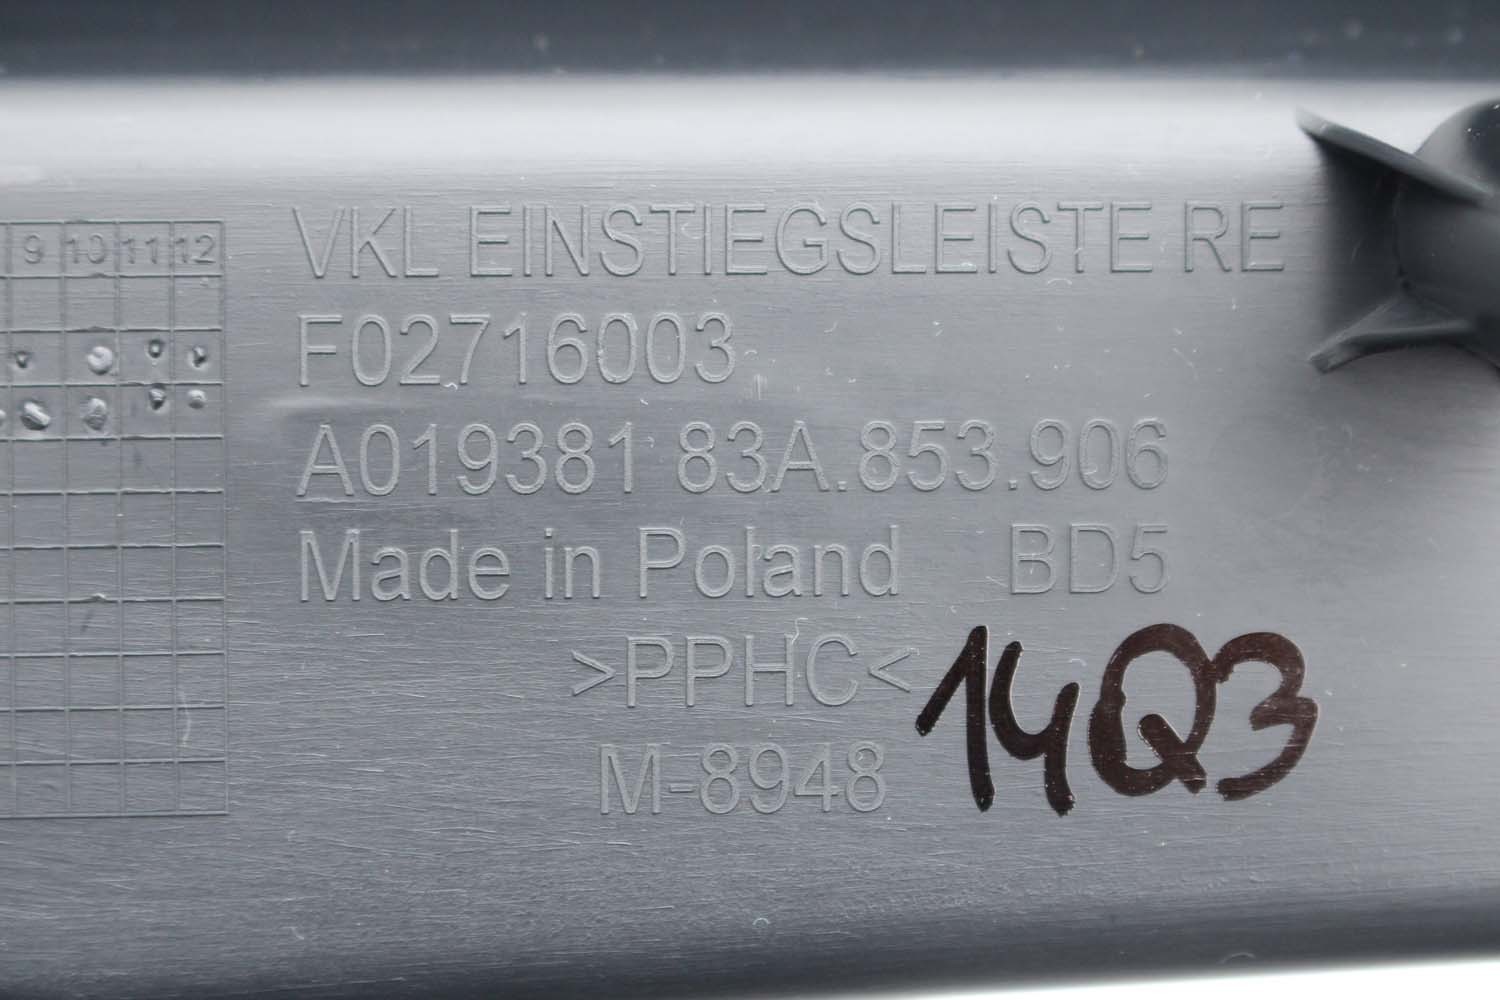 9 10 11 12
VKL EINSTIEGSLEISTE RE
F02716003
A019381 83A.853.906
Made in Poland BD5
>PPHC<
M-8948
14Q3